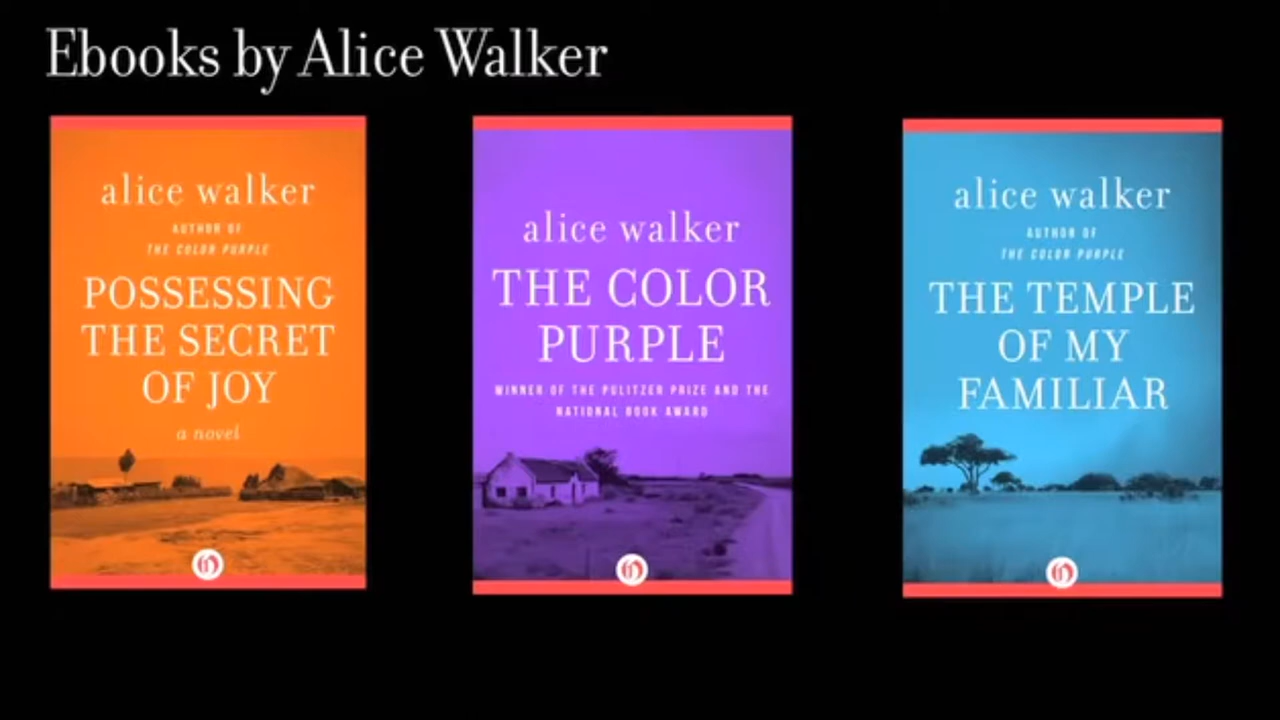 Ebooks by Alice Walker
alice walker
AUTHOR OF
THE COLOR PURPLE
POSSESSING
THE SECRET
OF JOY
a novel
alice walker
THE COLOR
PURPLE
WINNER OF THE PULITZER PRIZE AND THE
NATIONAL BOOK AWARD
alice walker
AUTHOR OF
THE COLOR PURPLE
THE TEMPLE
OF MY
FAMILIAR